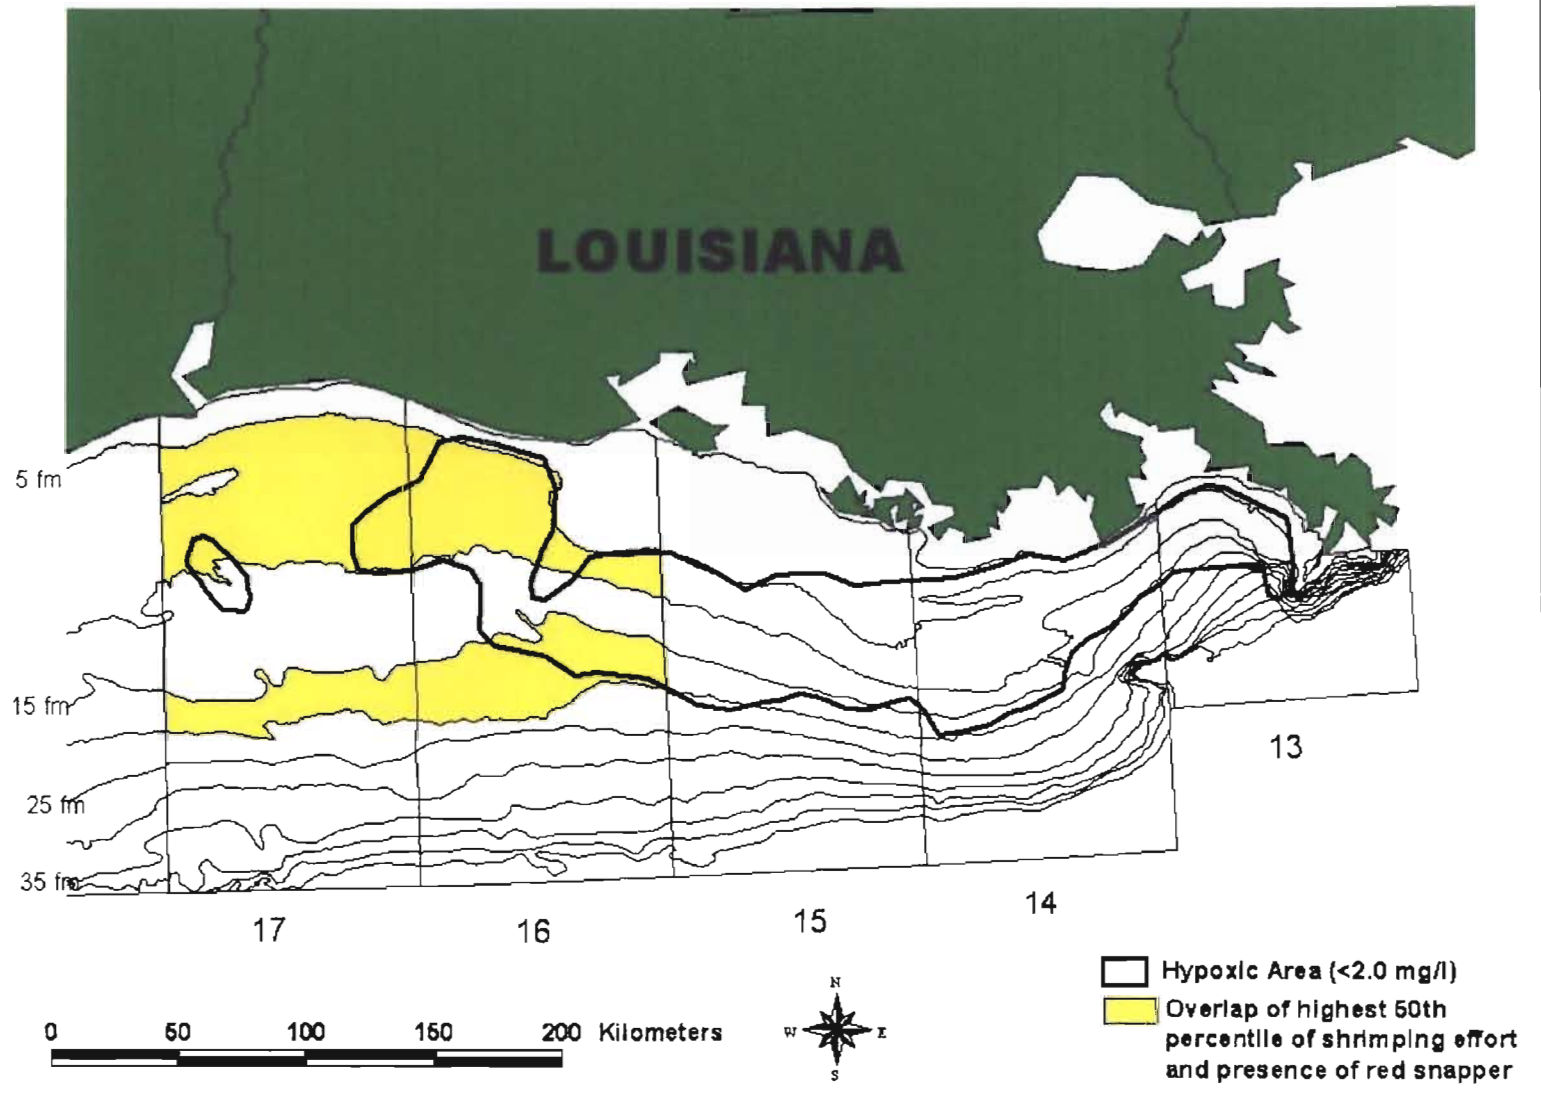 LOUISIANA
5 fm
15 fm
25 fm
35 fm
13
14
15
16
17
Hypoxic Area (<2.0 mg/l)
Overlap of highest 50th
percentile of shrimping effort
and presence of red snapper
N
W E
S
0 50 100 150 200 Kilometers